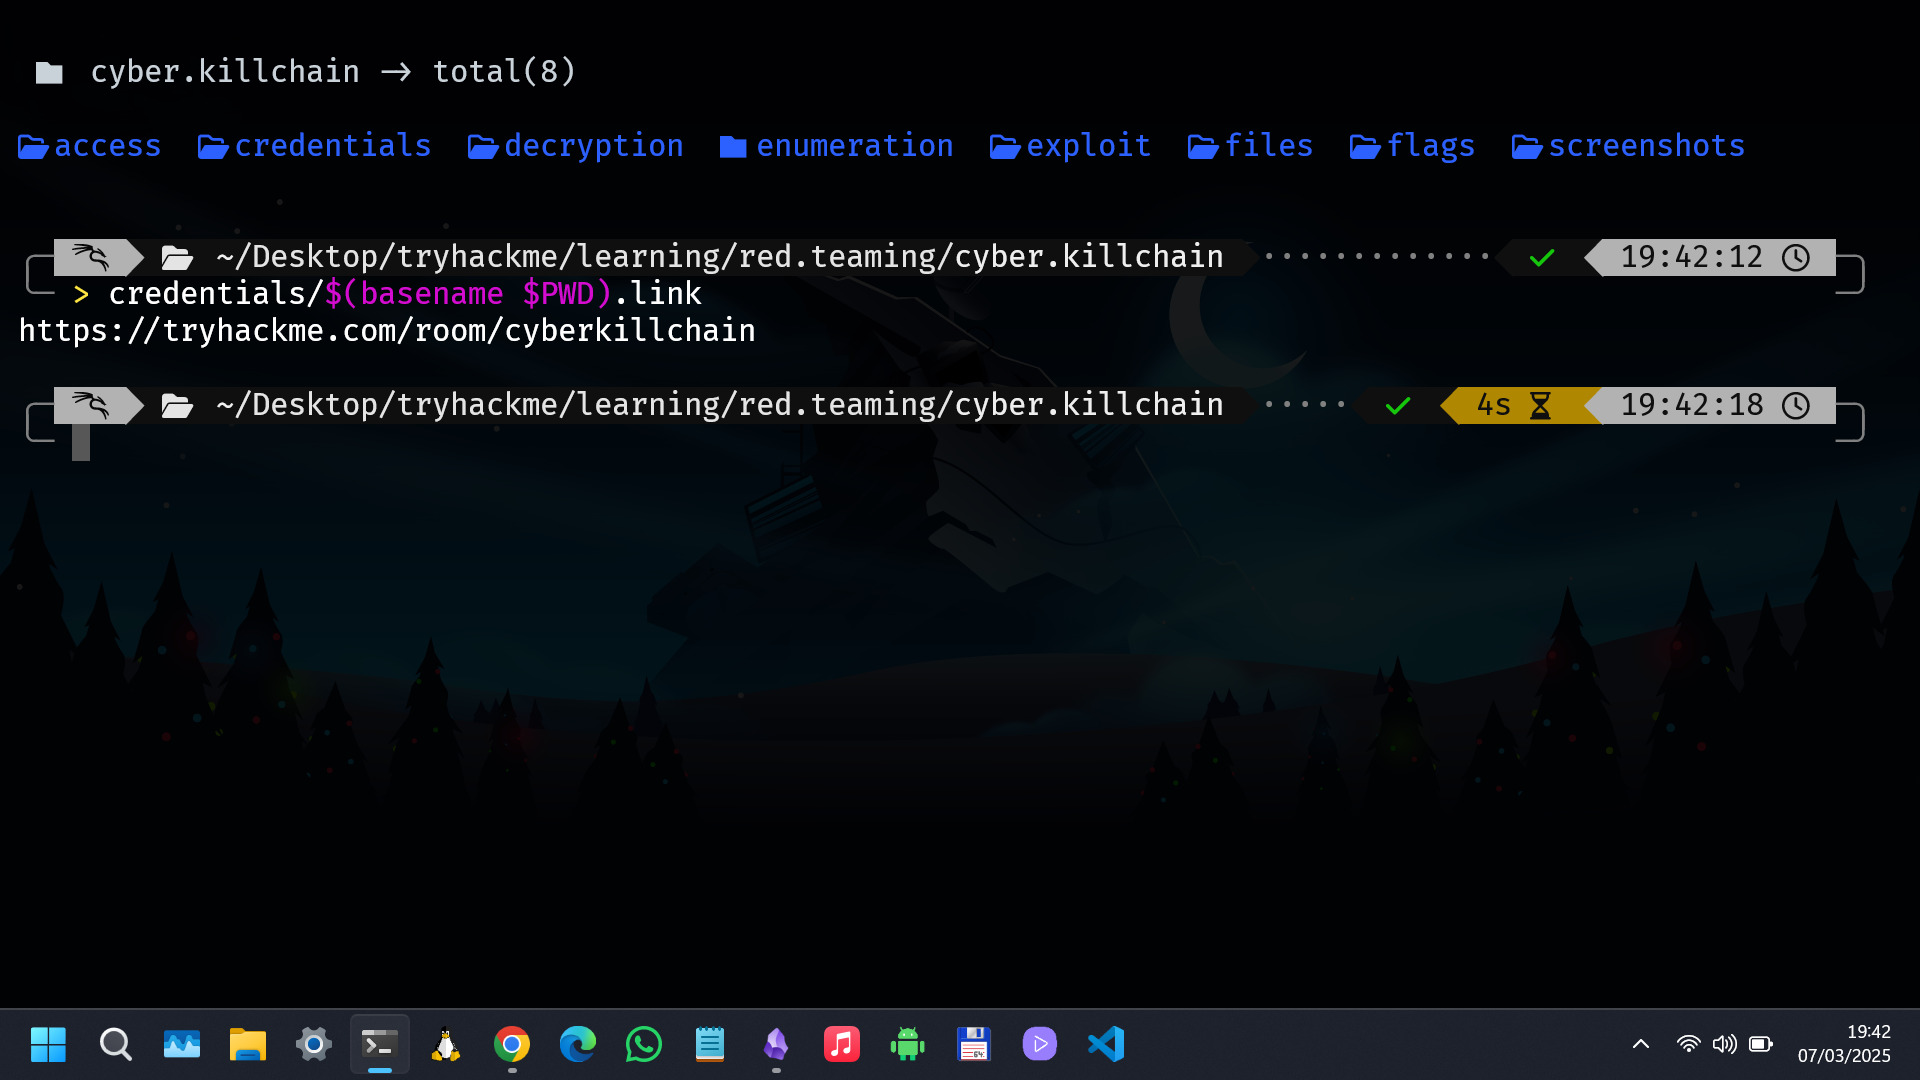 cyber.killchain → total(8)
access credentials decryption enumeration exploit files flags screenshots
~/Desktop/tryhackme/learning/red.teaming/cyber.killchain ············· ✓ 19:42:12
> credentials/$(basename $PWD).link
https://tryhackme.com/room/cyberkillchain
~/Desktop/tryhackme/learning/red.teaming/cyber.killchain ····· ✓ 4s 19:42:18
19:42
07/03/2025